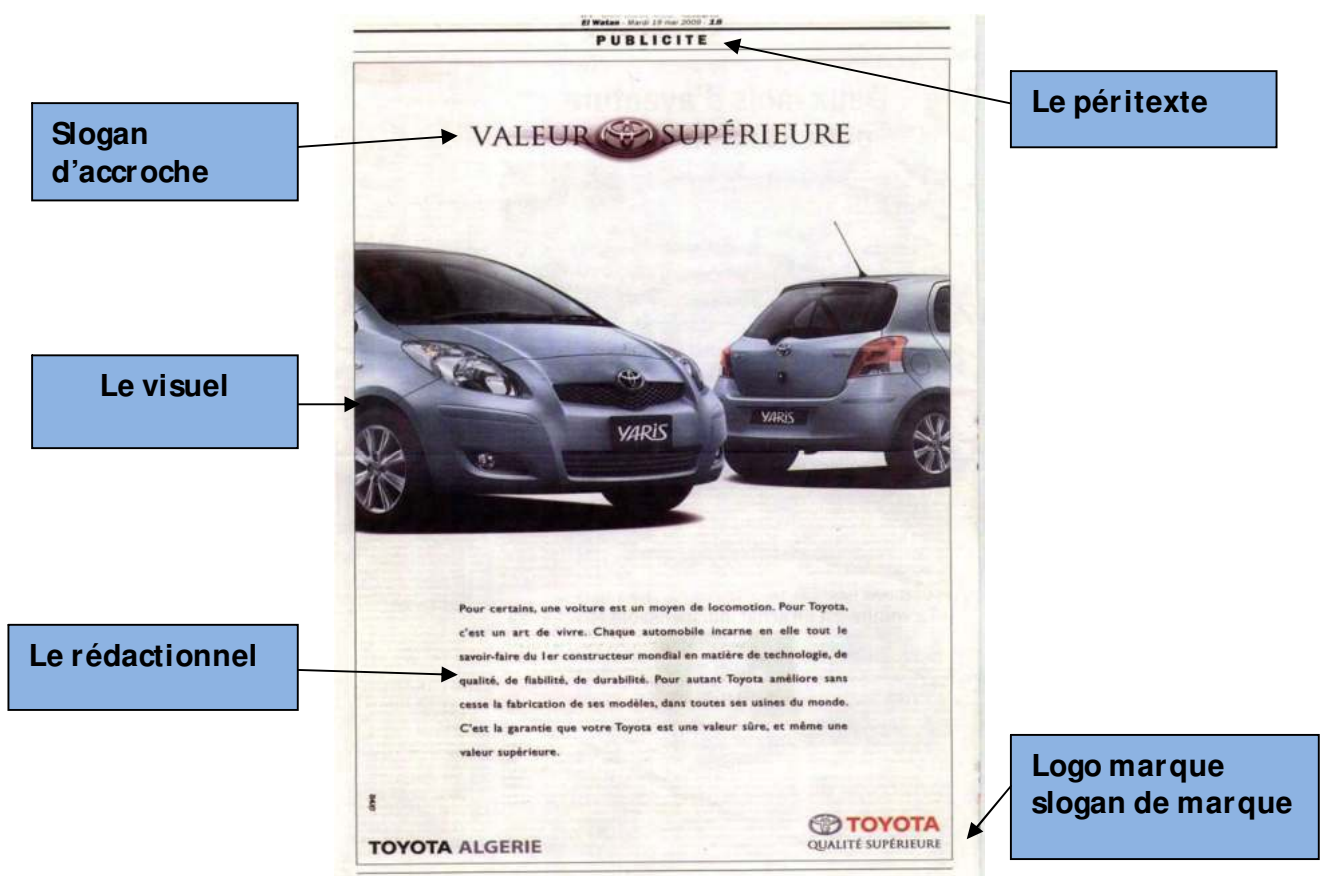 El Watan - Mardi 19 mai 2009 - 18
PUBLICITE
Le péritexte
Slogan
d'accroche
VALEUR SUPÉRIEURE
Le visuel
YARIS
YARIS
Le rédactionnel
Pour certains, une voiture est un moyen de locomotion. Pour Toyota,
c'est un art de vivre. Chaque automobile incarne en elle tout le
savoir-faire du 1er constructeur mondial en matière de technologie, de
qualité, de fiabilité, de durabilité. Pour autant Toyota améliore sans
cesse la fabrication de ses modèles, dans toutes ses usines du monde.
C'est la garantie que votre Toyota est une valeur sûre, et même une
valeur supérieure.
Logo marque
slogan de marque
TOYOTA ALGERIE
TOYOTA
QUALITÉ SUPÉRIEURE